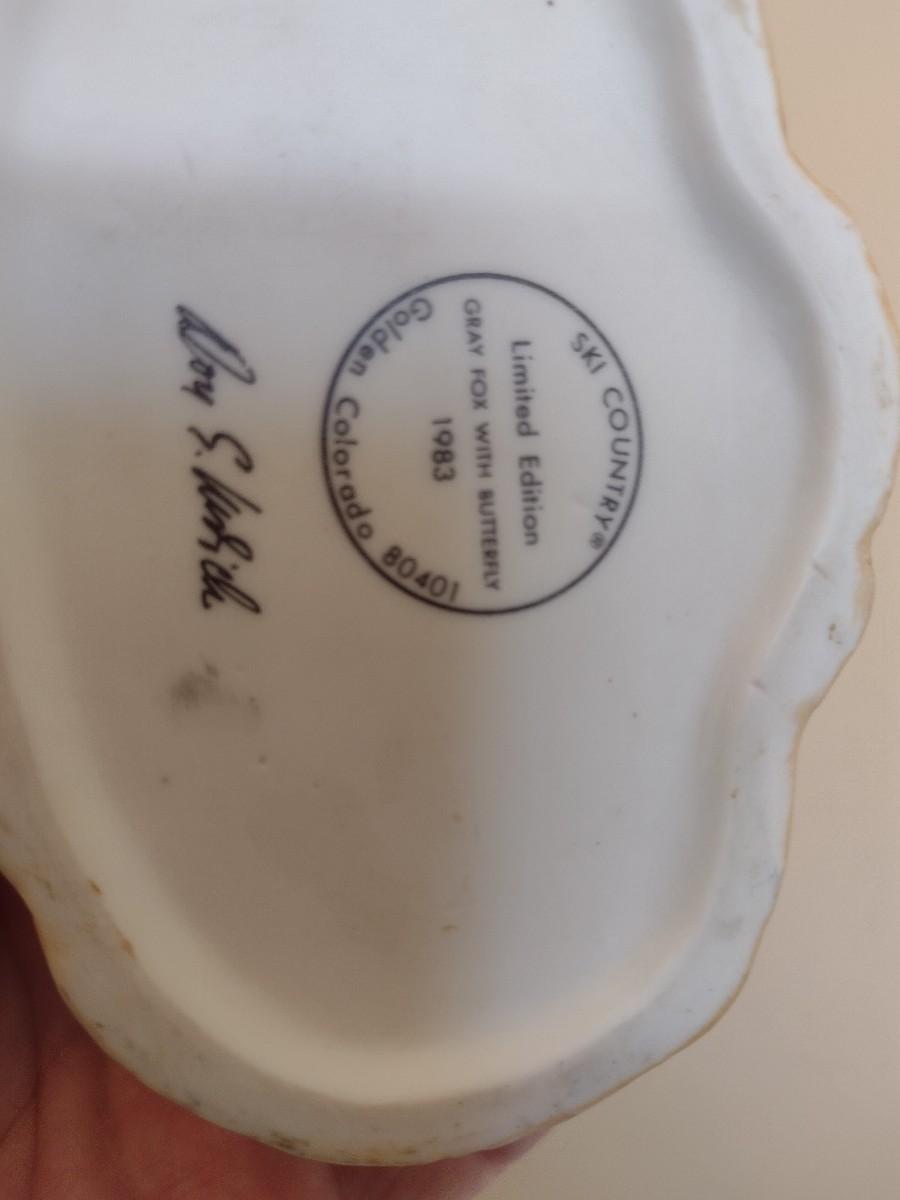 SKI COUNTRY®
Limited Edition
GRAY FOX WITH BUTTERFLY
1983
Golden Colorado 80401